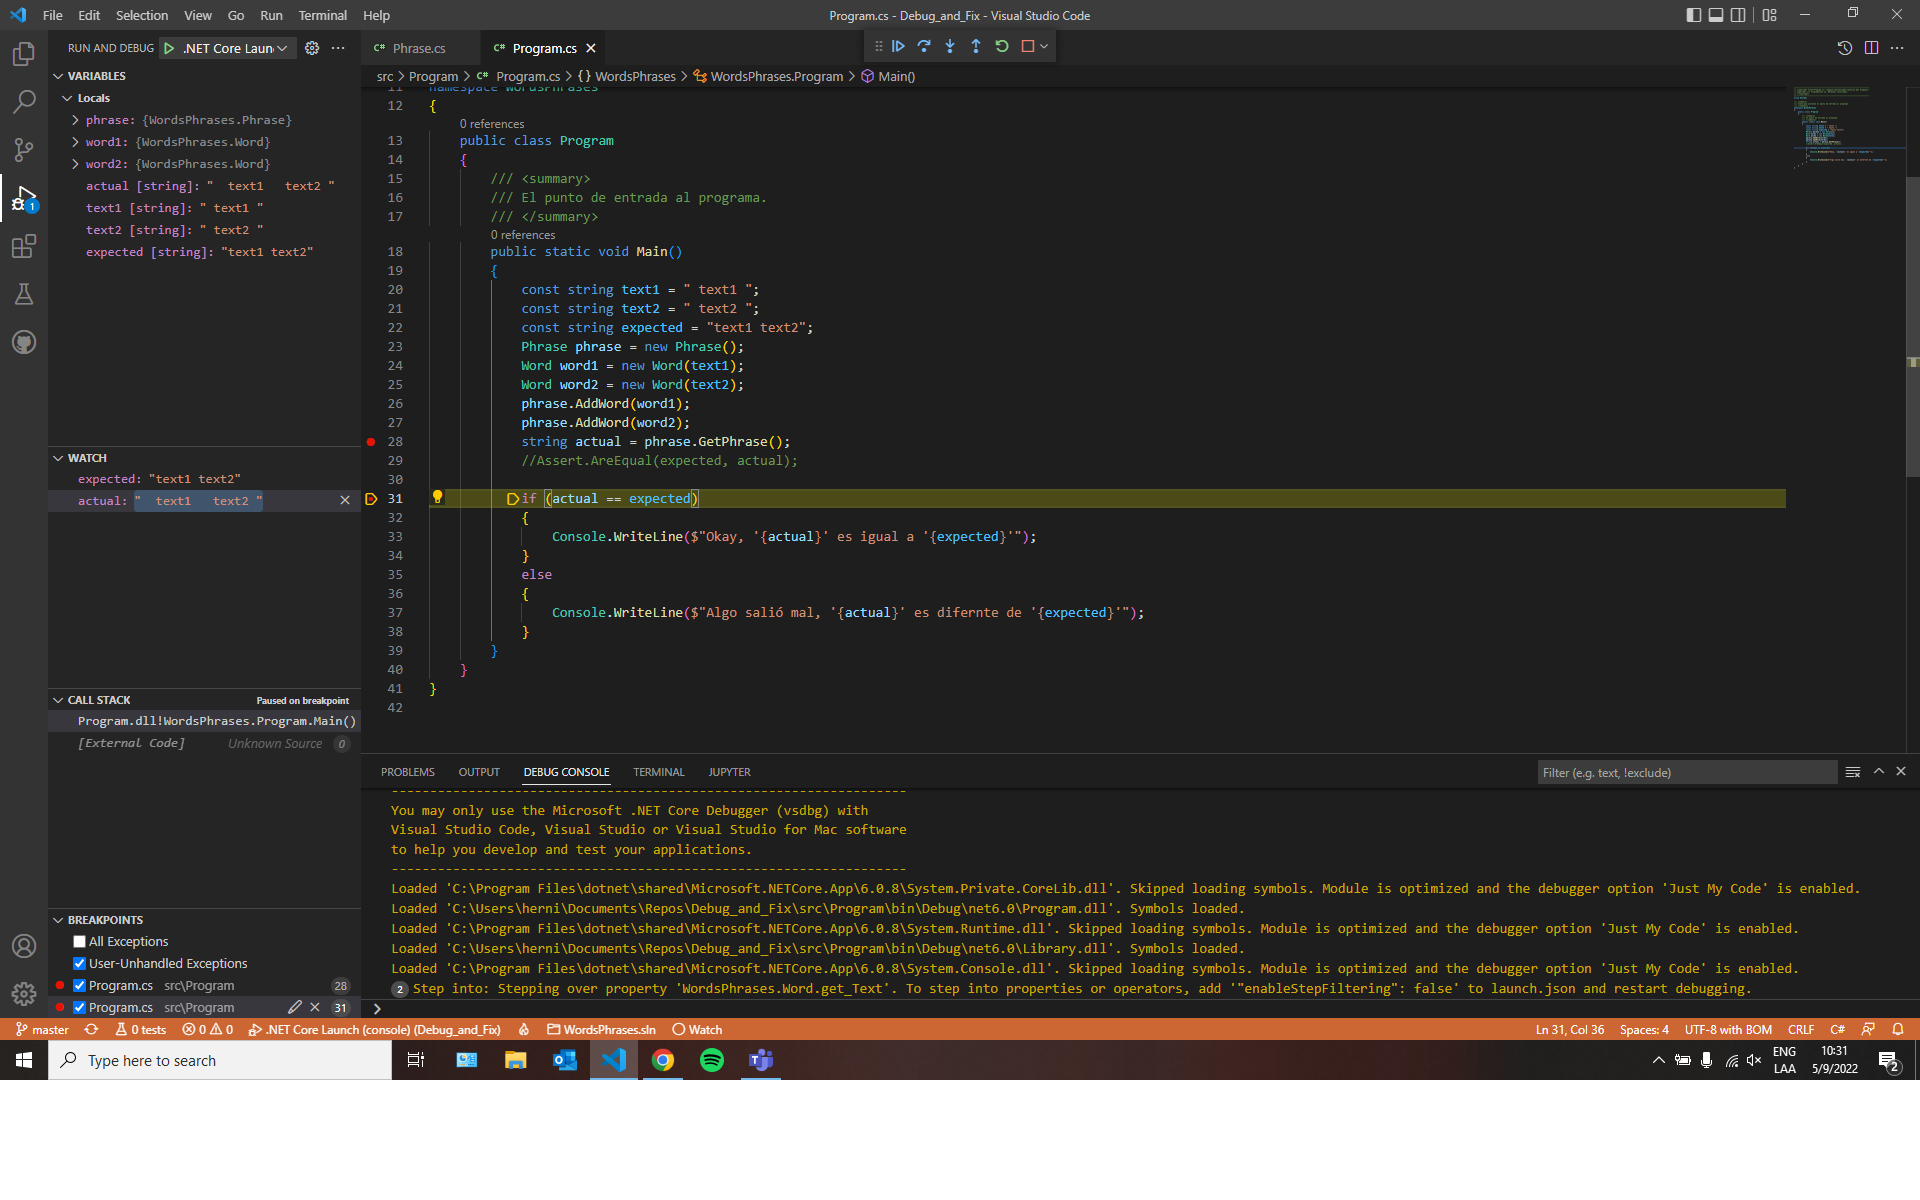 File Edit Selection View Go Run Terminal Help
Program.cs - Debug_and_Fix - Visual Studio Code
RUN AND DEBUG .NET Core Laun
VARIABLES
Locals
phrase: {WordsPhrases.Phrase}
word1: {WordsPhrases.Word}
word2: {WordsPhrases.Word}
actual [string]: "  text1   text2 "
text1 [string]: " text1 "
text2 [string]: " text2 "
expected [string]: "text1 text2"
WATCH
expected: "text1 text2"
actual: "  text1   text2 "
CALL STACK Paused on breakpoint
Program.dll!WordsPhrases.Program.Main()
[External Code] Unknown Source 0
BREAKPOINTS
All Exceptions
User-Unhandled Exceptions
Program.cs src\Program 28
Program.cs src\Program 31
Phrase.cs Program.cs
src > Program > Program.cs > {} WordsPhrases > WordsPhrases.Program > Main()
11 namespace WordsPhrases
12 {
0 references
13 public class Program
14 {
15 /// <summary>
16 /// El punto de entrada al programa.
17 /// </summary>
0 references
18 public static void Main()
19 {
20 const string text1 = " text1 ";
21 const string text2 = " text2 ";
22 const string expected = "text1 text2";
23 Phrase phrase = new Phrase();
24 Word word1 = new Word(text1);
25 Word word2 = new Word(text2);
26 phrase.AddWord(word1);
27 phrase.AddWord(word2);
28 string actual = phrase.GetPhrase();
29 //Assert.AreEqual(expected, actual);
30
31 if (actual == expected)
32 {
33 Console.WriteLine($"Okay, '{actual}' es igual a '{expected}'");
34 }
35 else
36 {
37 Console.WriteLine($"Algo salió mal, '{actual}' es difernte de '{expected}'");
38 }
39 }
40 }
41 }
42
PROBLEMS OUTPUT DEBUG CONSOLE TERMINAL JUPYTER
Filter (e.g. text, !exclude)
-------------------------------------------------------------------
You may only use the Microsoft .NET Core Debugger (vsdbg) with
Visual Studio Code, Visual Studio or Visual Studio for Mac software
to help you develop and test your applications.
-------------------------------------------------------------------
Loaded 'C:\Program Files\dotnet\shared\Microsoft.NETCore.App\6.0.8\System.Private.CoreLib.dll'. Skipped loading symbols. Module is optimized and the debugger option 'Just My Code' is enabled.
Loaded 'C:\Users\herni\Documents\Repos\Debug_and_Fix\src\Program\bin\Debug\net6.0\Program.dll'. Symbols loaded.
Loaded 'C:\Program Files\dotnet\shared\Microsoft.NETCore.App\6.0.8\System.Runtime.dll'. Skipped loading symbols. Module is optimized and the debugger option 'Just My Code' is enabled.
Loaded 'C:\Users\herni\Documents\Repos\Debug_and_Fix\src\Program\bin\Debug\net6.0\Library.dll'. Symbols loaded.
Loaded 'C:\Program Files\dotnet\shared\Microsoft.NETCore.App\6.0.8\System.Console.dll'. Skipped loading symbols. Module is optimized and the debugger option 'Just My Code' is enabled.
2 Step into: Stepping over property 'WordsPhrases.Word.get_Text'. To step into properties or operators, add '"enableStepFiltering": false' to launch.json and restart debugging.
>
master 0 tests 0 0 .NET Core Launch (console) (Debug_and_Fix) WordsPhrases.sln Watch
Ln 31, Col 36 Spaces: 4 UTF-8 with BOM CRLF C#
Type here to search
ENG 10:31
LAA 5/9/2022 2